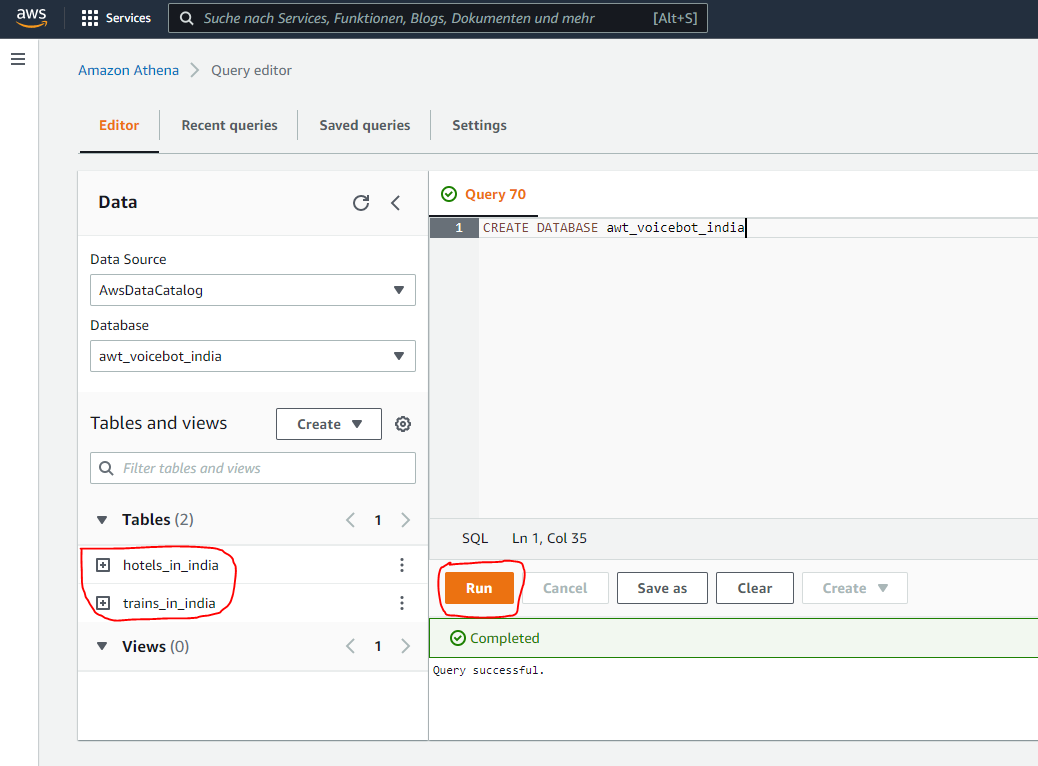 aws Services Suche nach Services, Funktionen, Blogs, Dokumenten und mehr [Alt+S]
Amazon Athena Query editor
Editor Recent queries Saved queries Settings
Data
Data Source
AwsDataCatalog
Database
awt_voicebot_india
Tables and views Create
Filter tables and views
Tables (2) 1
hotels_in_india
trains_in_india
Views (0) 1
Query 70
1 CREATE DATABASE awt_voicebot_india
SQL Ln 1, Col 35
Run Cancel Save as Clear Create
Completed
Query successful.